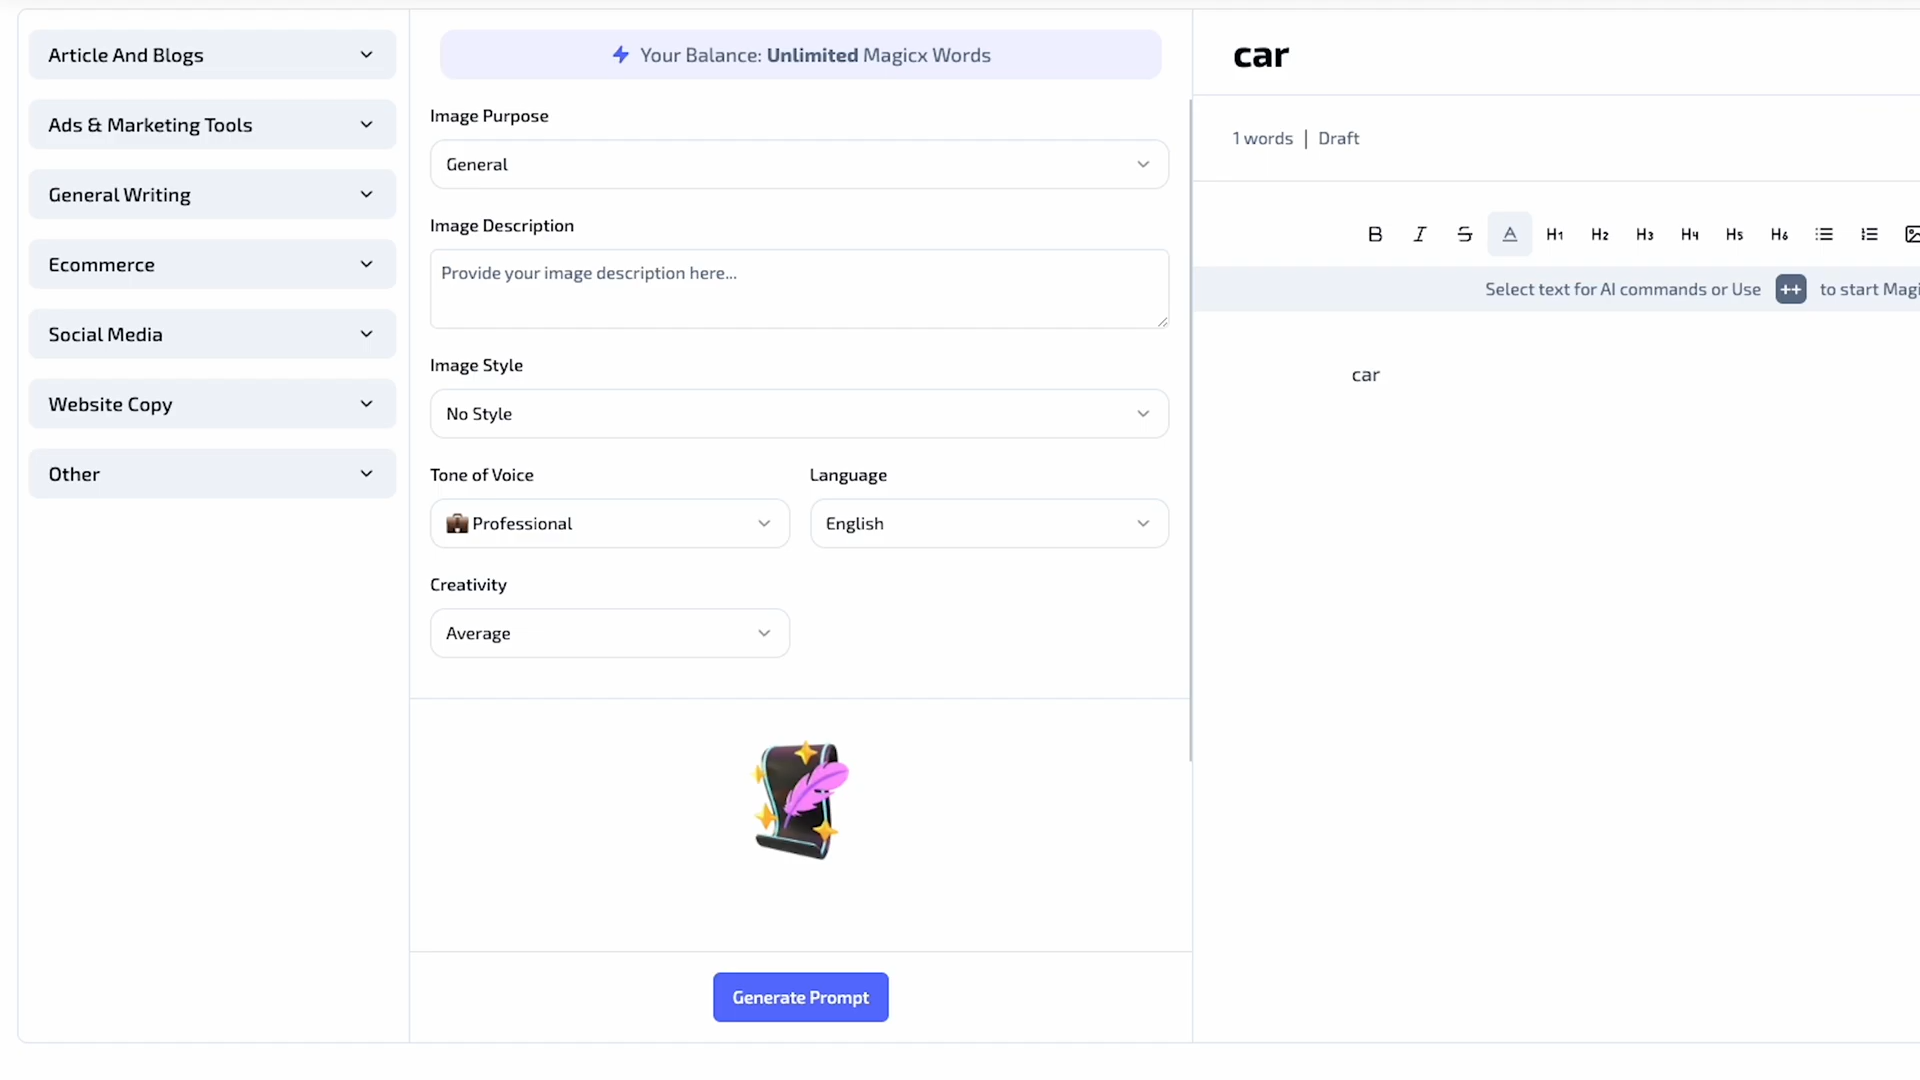 Article And Blogs
Ads & Marketing Tools
General Writing
Ecommerce
Social Media
Website Copy
Other
Your Balance: Unlimited Magicx Words
Image Purpose
General
Image Description
Provide your image description here...
Image Style
No Style
Tone of Voice
Language
Professional
English
Creativity
Average
Generate Prompt
car
1 words | Draft
B I S A H1 H2 H3 H4 H5 H6
Select text for AI commands or Use ++ to start Magi
car